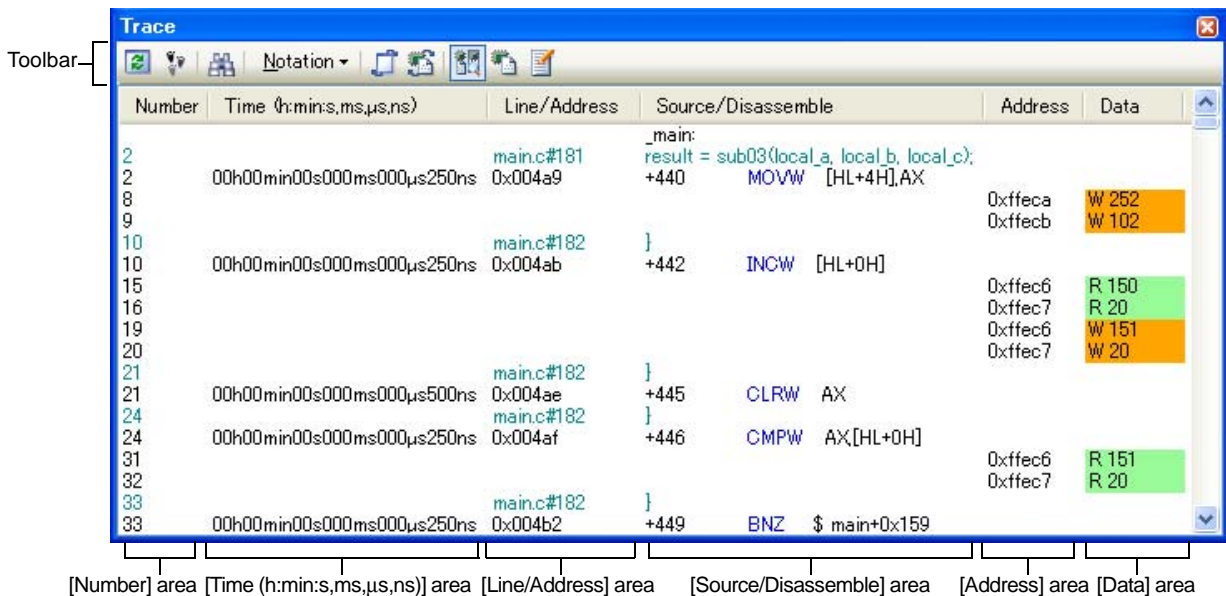 Trace
Toolbar
Notation
Number Time (h:min:s,ms,μs,ns) Line/Address Source/Disassemble Address Data
_main:
2 main.c#181 result = sub03(local_a, local_b, local_c);
2 00h00min00s000ms000μs250ns 0x004a9 +440 MOVW [HL+4H],AX
8 0xffeca W 252
9 0xffecb W 102
10 main.c#182 }
10 00h00min00s000ms000μs250ns 0x004ab +442 INCW [HL+0H]
15 0xffec6 R 150
16 0xffec7 R 20
19 0xffec6 W 151
20 0xffec7 W 20
21 main.c#182 }
21 00h00min00s000ms000μs500ns 0x004ae +445 CLRW AX
24 main.c#182 }
24 00h00min00s000ms000μs250ns 0x004af +446 CMPW AX,[HL+0H]
31 0xffec6 R 151
32 0xffec7 R 20
33 main.c#182 }
33 00h00min00s000ms000μs250ns 0x004b2 +449 BNZ $ main+0x159
[Number] area [Time (h:min:s,ms,μs,ns)] area [Line/Address] area [Source/Disassemble] area [Address] area [Data] area